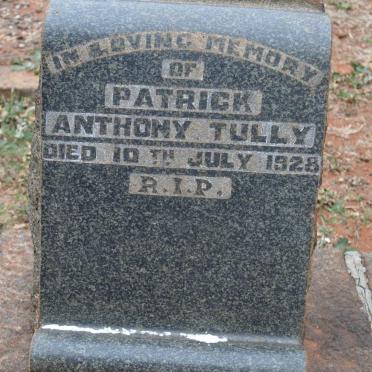 IN LOVING MEMORY
OF
PATRICK
ANTHONY TULLY
DIED 10TH JULY 1928
R.I.P.